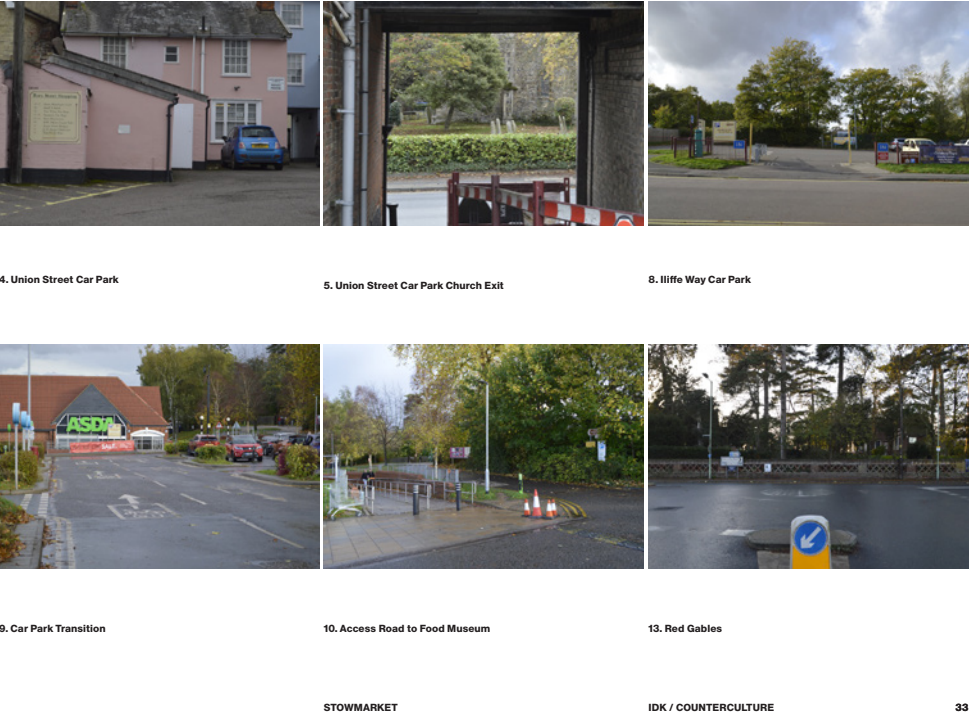 4. Union Street Car Park
5. Union Street Car Park Church Exit
8. Iliffe Way Car Park
ASDA
9. Car Park Transition
10. Access Road to Food Museum
13. Red Gables
STOWMARKET
IDK / COUNTERCULTURE
33